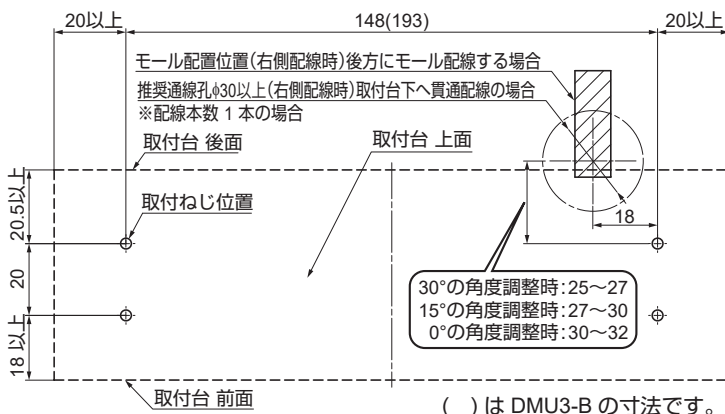 20以上
148(193)
20以上
モール配置位置(右側配線時)後方にモール配線する場合
推奨通線孔φ30以上(右側配線時)取付台下へ貫通配線の場合
※配線本数 1 本の場合
取付台 後面
取付台 上面
20.5以上
取付ねじ位置
18
20
30°の角度調整時:25〜27
15°の角度調整時:27〜30
0°の角度調整時:30〜32
18 以上
取付台 前面
(　)は DMU3-B の寸法です。